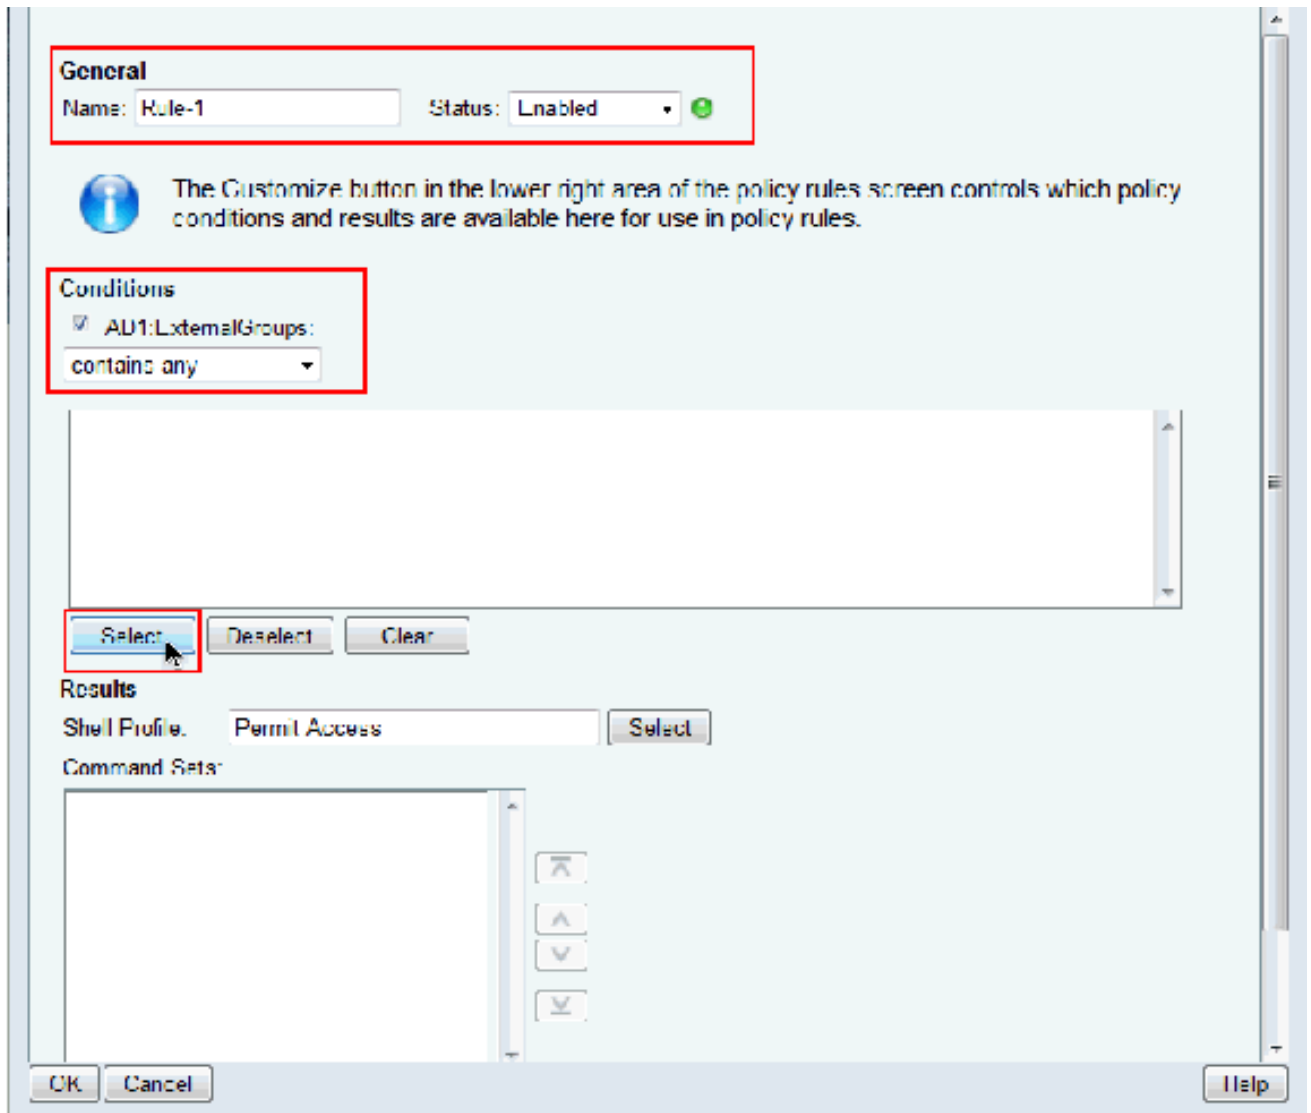 General
Name: Rule-1 Status: Enabled
The Customize button in the lower right area of the policy rules screen controls which policy
conditions and results are available here for use in policy rules.
Conditions
AD1:ExternalGroups:
contains any
Select Deselect Clear
Results
Shell Profile: Permit Access Select
Command Sets:
OK Cancel Help